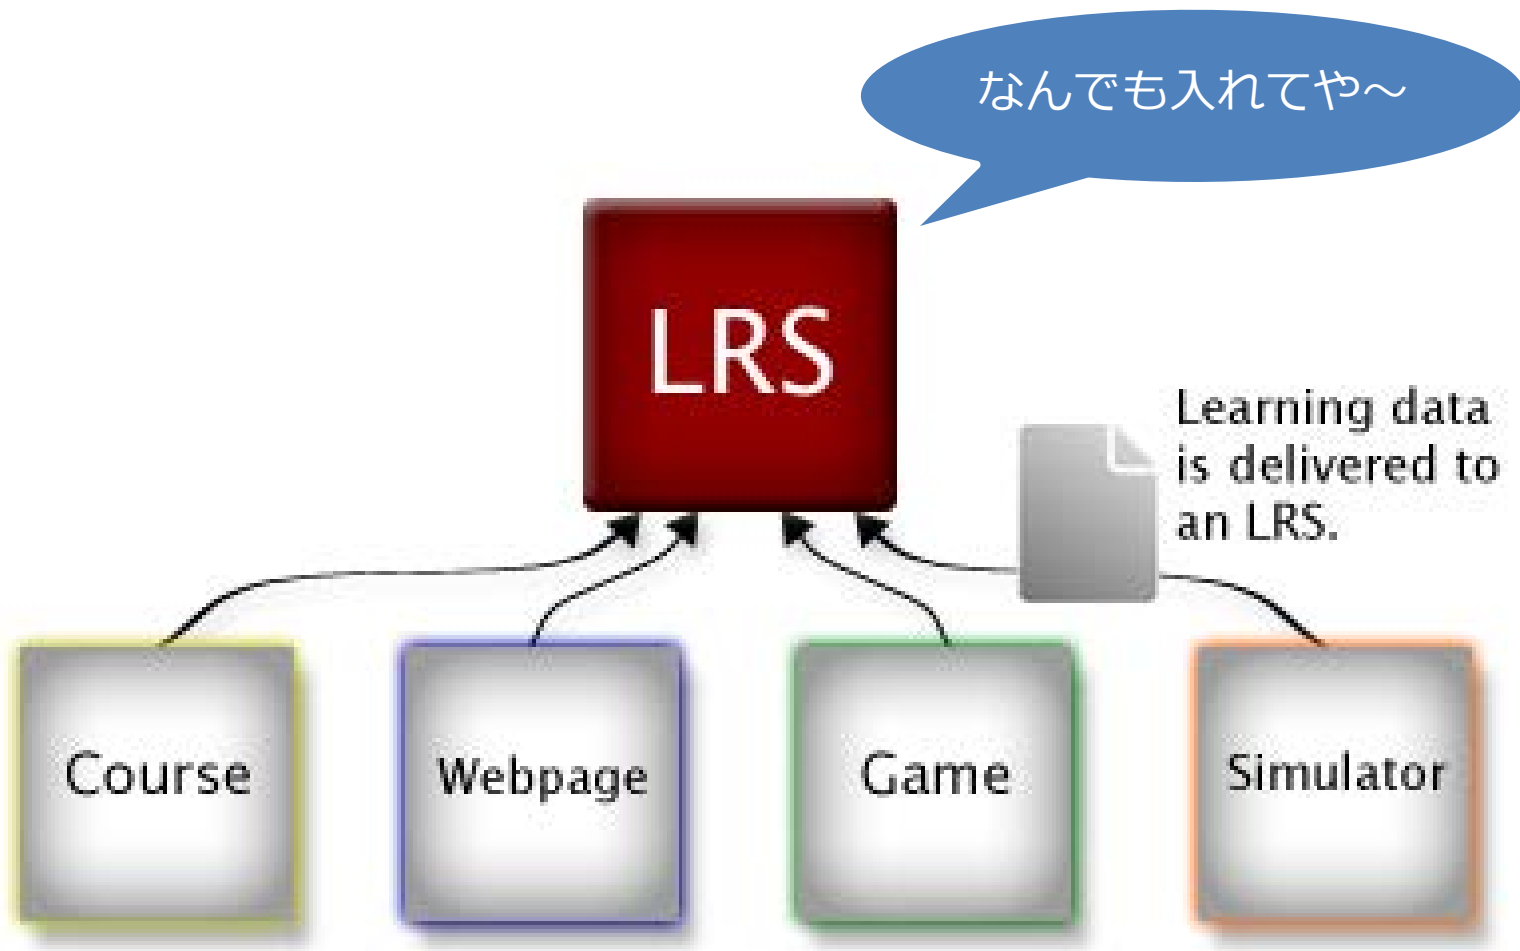 なんでも入れてや～
LRS
Learning data
is delivered to
an LRS.
Course
Webpage
Game
Simulator